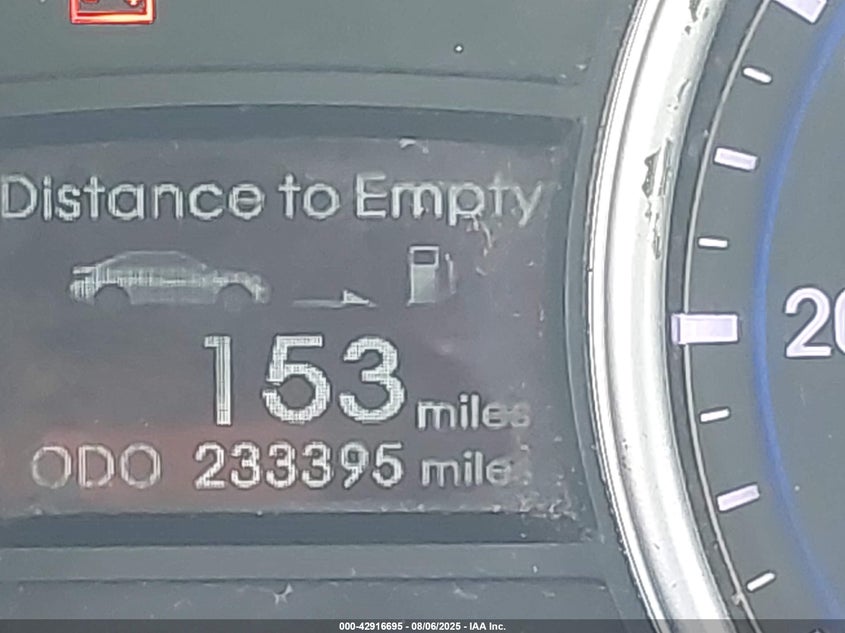 Distance to Empty
153 miles
ODO 233395 miles
20
000-42916695 - 08/06/2025 - IAA Inc.